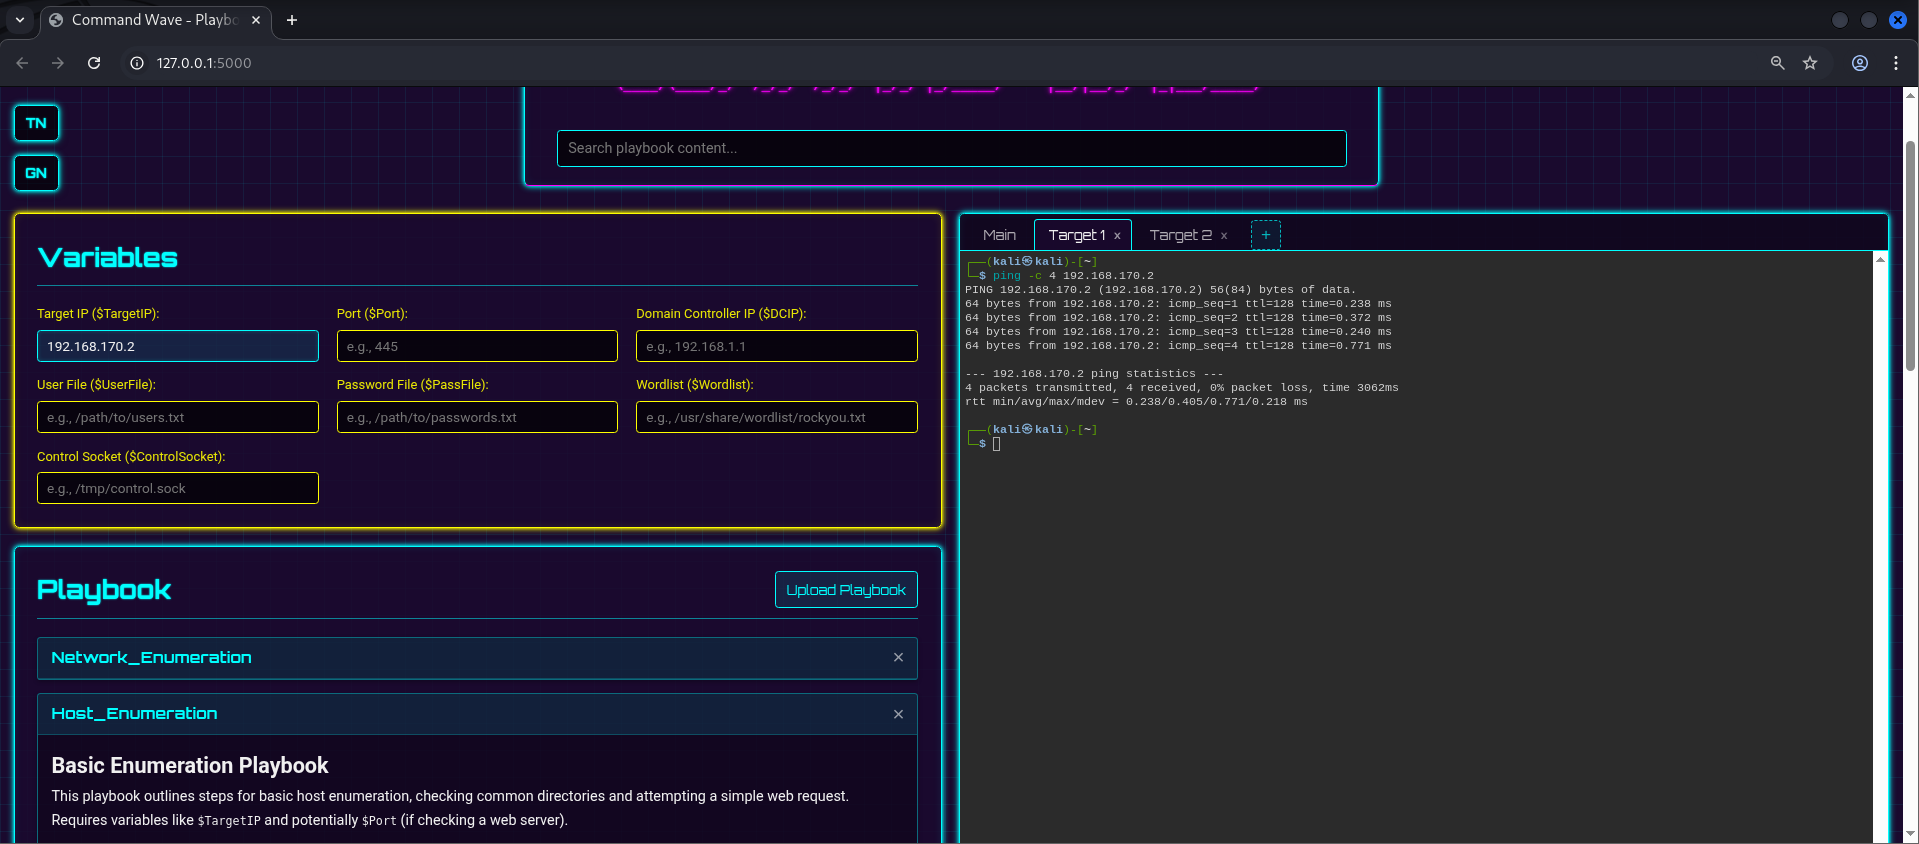 Command Wave - Playbo
127.0.0.1:5000
TN
GN
Search playbook content...
Variables
Target IP ($TargetIP):
Port ($Port):
Domain Controller IP ($DCIP):
192.168.170.2
e.g., 445
e.g., 192.168.1.1
User File ($UserFile):
Password File ($PassFile):
Wordlist ($Wordlist):
e.g., /path/to/users.txt
e.g., /path/to/passwords.txt
e.g., /usr/share/wordlist/rockyou.txt
Control Socket ($ControlSocket):
e.g., /tmp/control.sock
Playbook
Upload Playbook
Network_Enumeration ×
Host_Enumeration ×
Basic Enumeration Playbook
This playbook outlines steps for basic host enumeration, checking common directories and attempting a simple web request.
Requires variables like $TargetIP and potentially $Port (if checking a web server).
Main Target 1 x Target 2 x +
┌──(kali㉿kali)-[~]
└─$ ping -c 4 192.168.170.2
PING 192.168.170.2 (192.168.170.2) 56(84) bytes of data.
64 bytes from 192.168.170.2: icmp_seq=1 ttl=128 time=0.238 ms
64 bytes from 192.168.170.2: icmp_seq=2 ttl=128 time=0.372 ms
64 bytes from 192.168.170.2: icmp_seq=3 ttl=128 time=0.240 ms
64 bytes from 192.168.170.2: icmp_seq=4 ttl=128 time=0.771 ms
--- 192.168.170.2 ping statistics ---
4 packets transmitted, 4 received, 0% packet loss, time 3062ms
rtt min/avg/max/mdev = 0.238/0.405/0.771/0.218 ms
┌──(kali㉿kali)-[~]
└─$